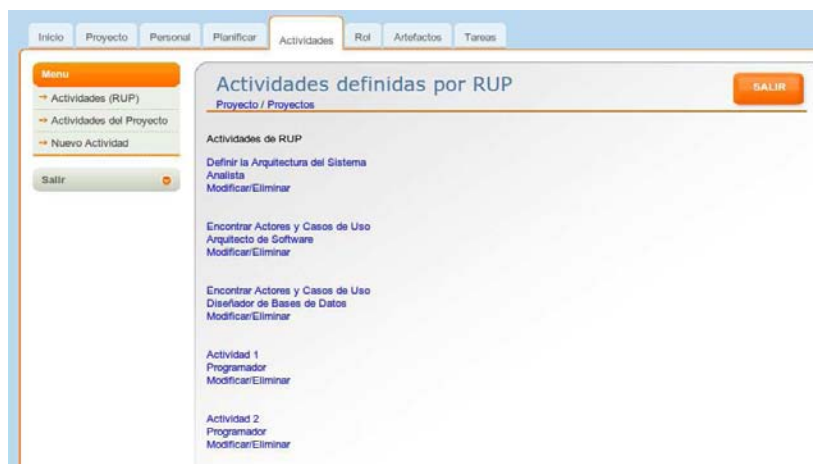 Inicio Proyecto Personal Planificar Actividades Rol Artefactos Tareas
Menu
Actividades (RUP)
Actividades del Proyecto
Nuevo Actividad
Salir
Actividades definidas por RUP
SALIR
Proyecto / Proyectos
Actividades de RUP
Definir la Arquitectura del Sistema
Analista
Modificar/Eliminar
Encontrar Actores y Casos de Uso
Arquitecto de Software
Modificar/Eliminar
Encontrar Actores y Casos de Uso
Diseñador de Bases de Datos
Modificar/Eliminar
Actividad 1
Programador
Modificar/Eliminar
Actividad 2
Programador
Modificar/Eliminar